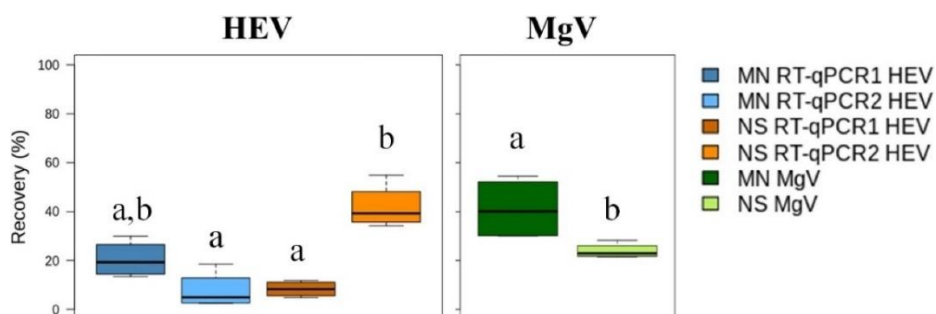 HEV
MgV
Recovery (%)
100
80
60
40
20
0
a,b
a
a
b
a
b
MN RT-qPCR1 HEV
MN RT-qPCR2 HEV
NS RT-qPCR1 HEV
NS RT-qPCR2 HEV
MN MgV
NS MgV